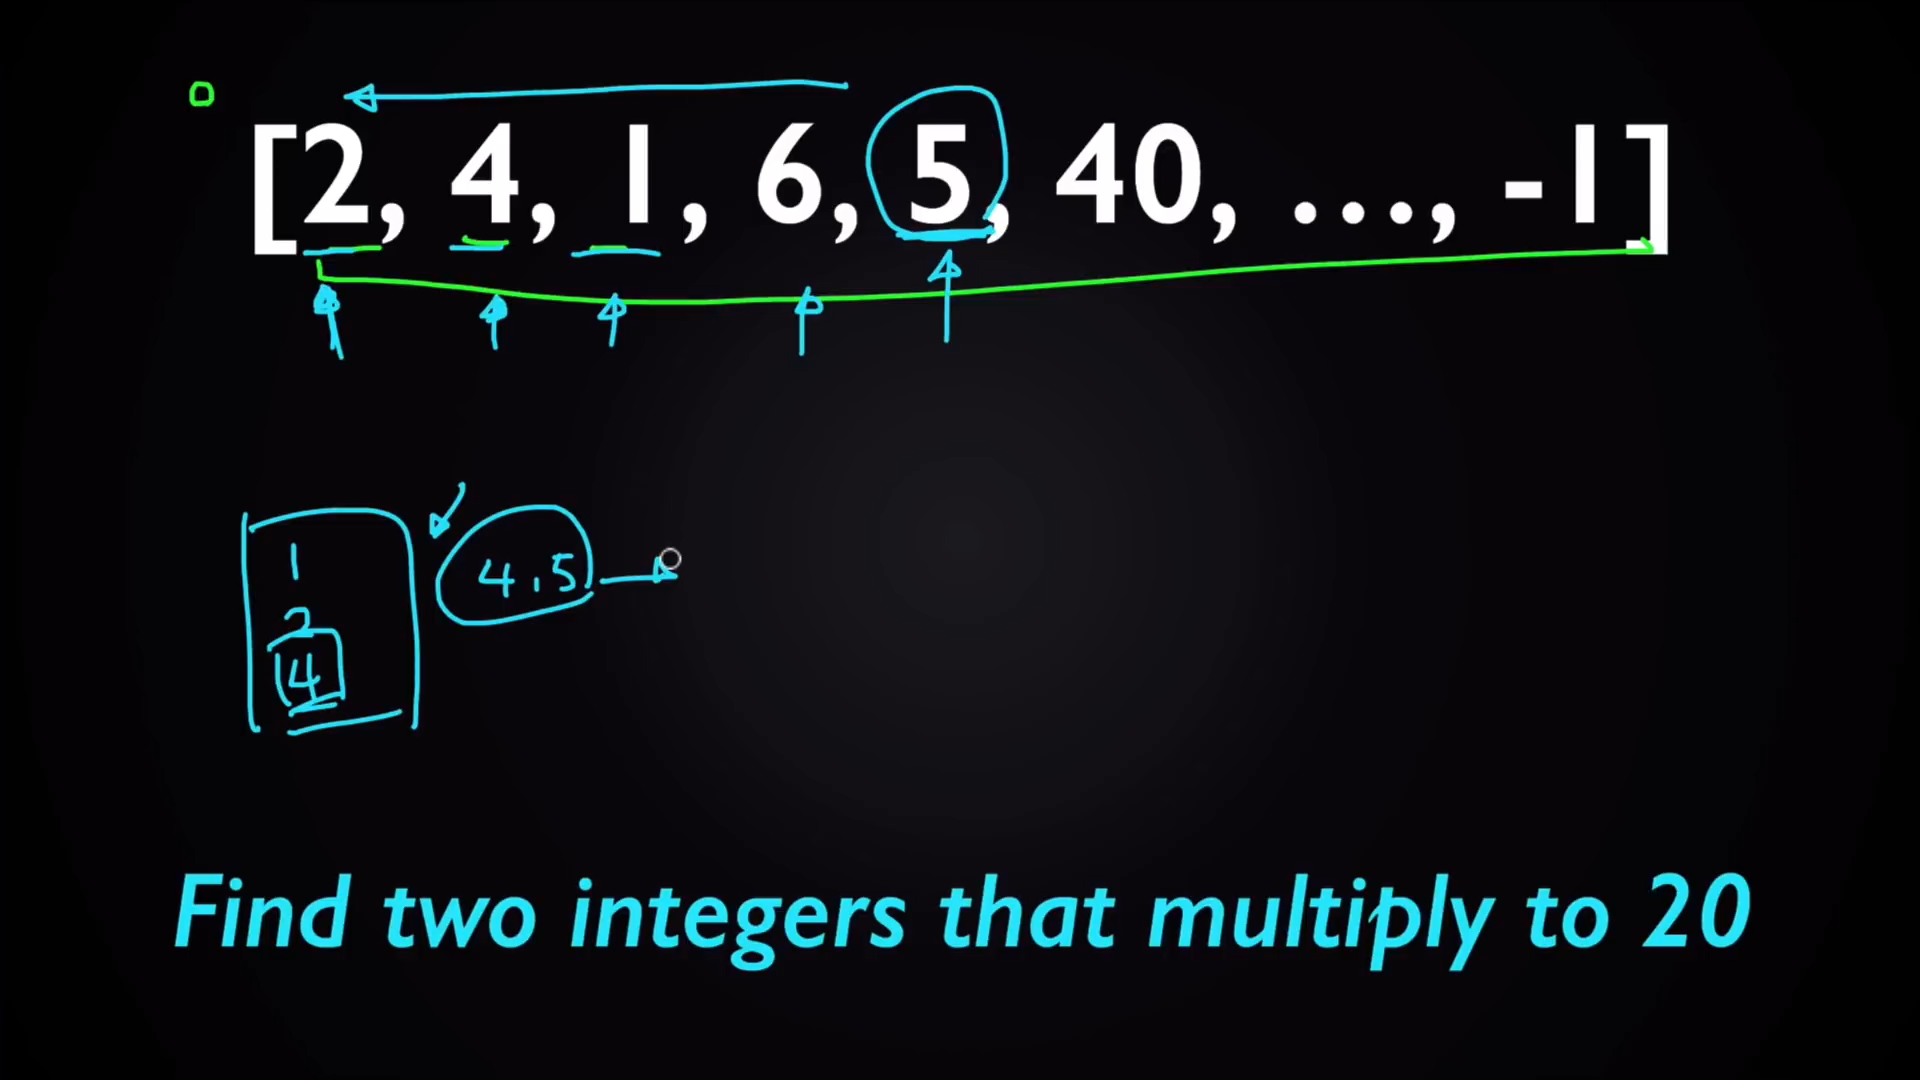 [2, 4, 1, 6, 5, 40, ..., -1]
1
2
4
4,5
Find two integers that multiply to 20